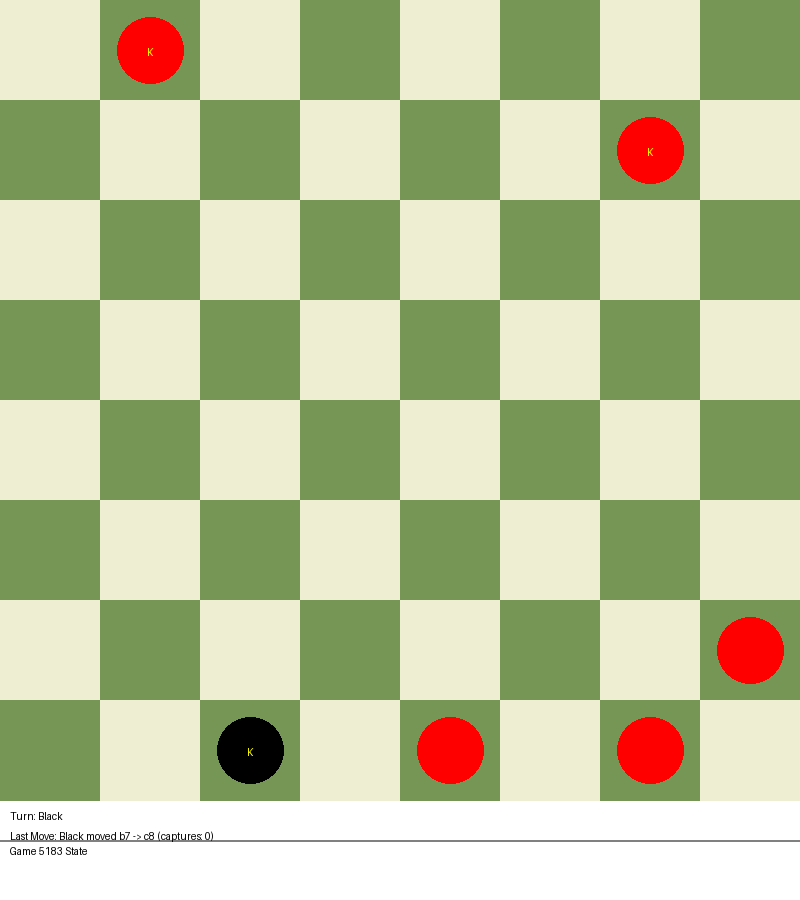 K
K
K
Turn: Black
Last Move: Black moved b7 -> c8 (captures: 0)
Game 5183 State